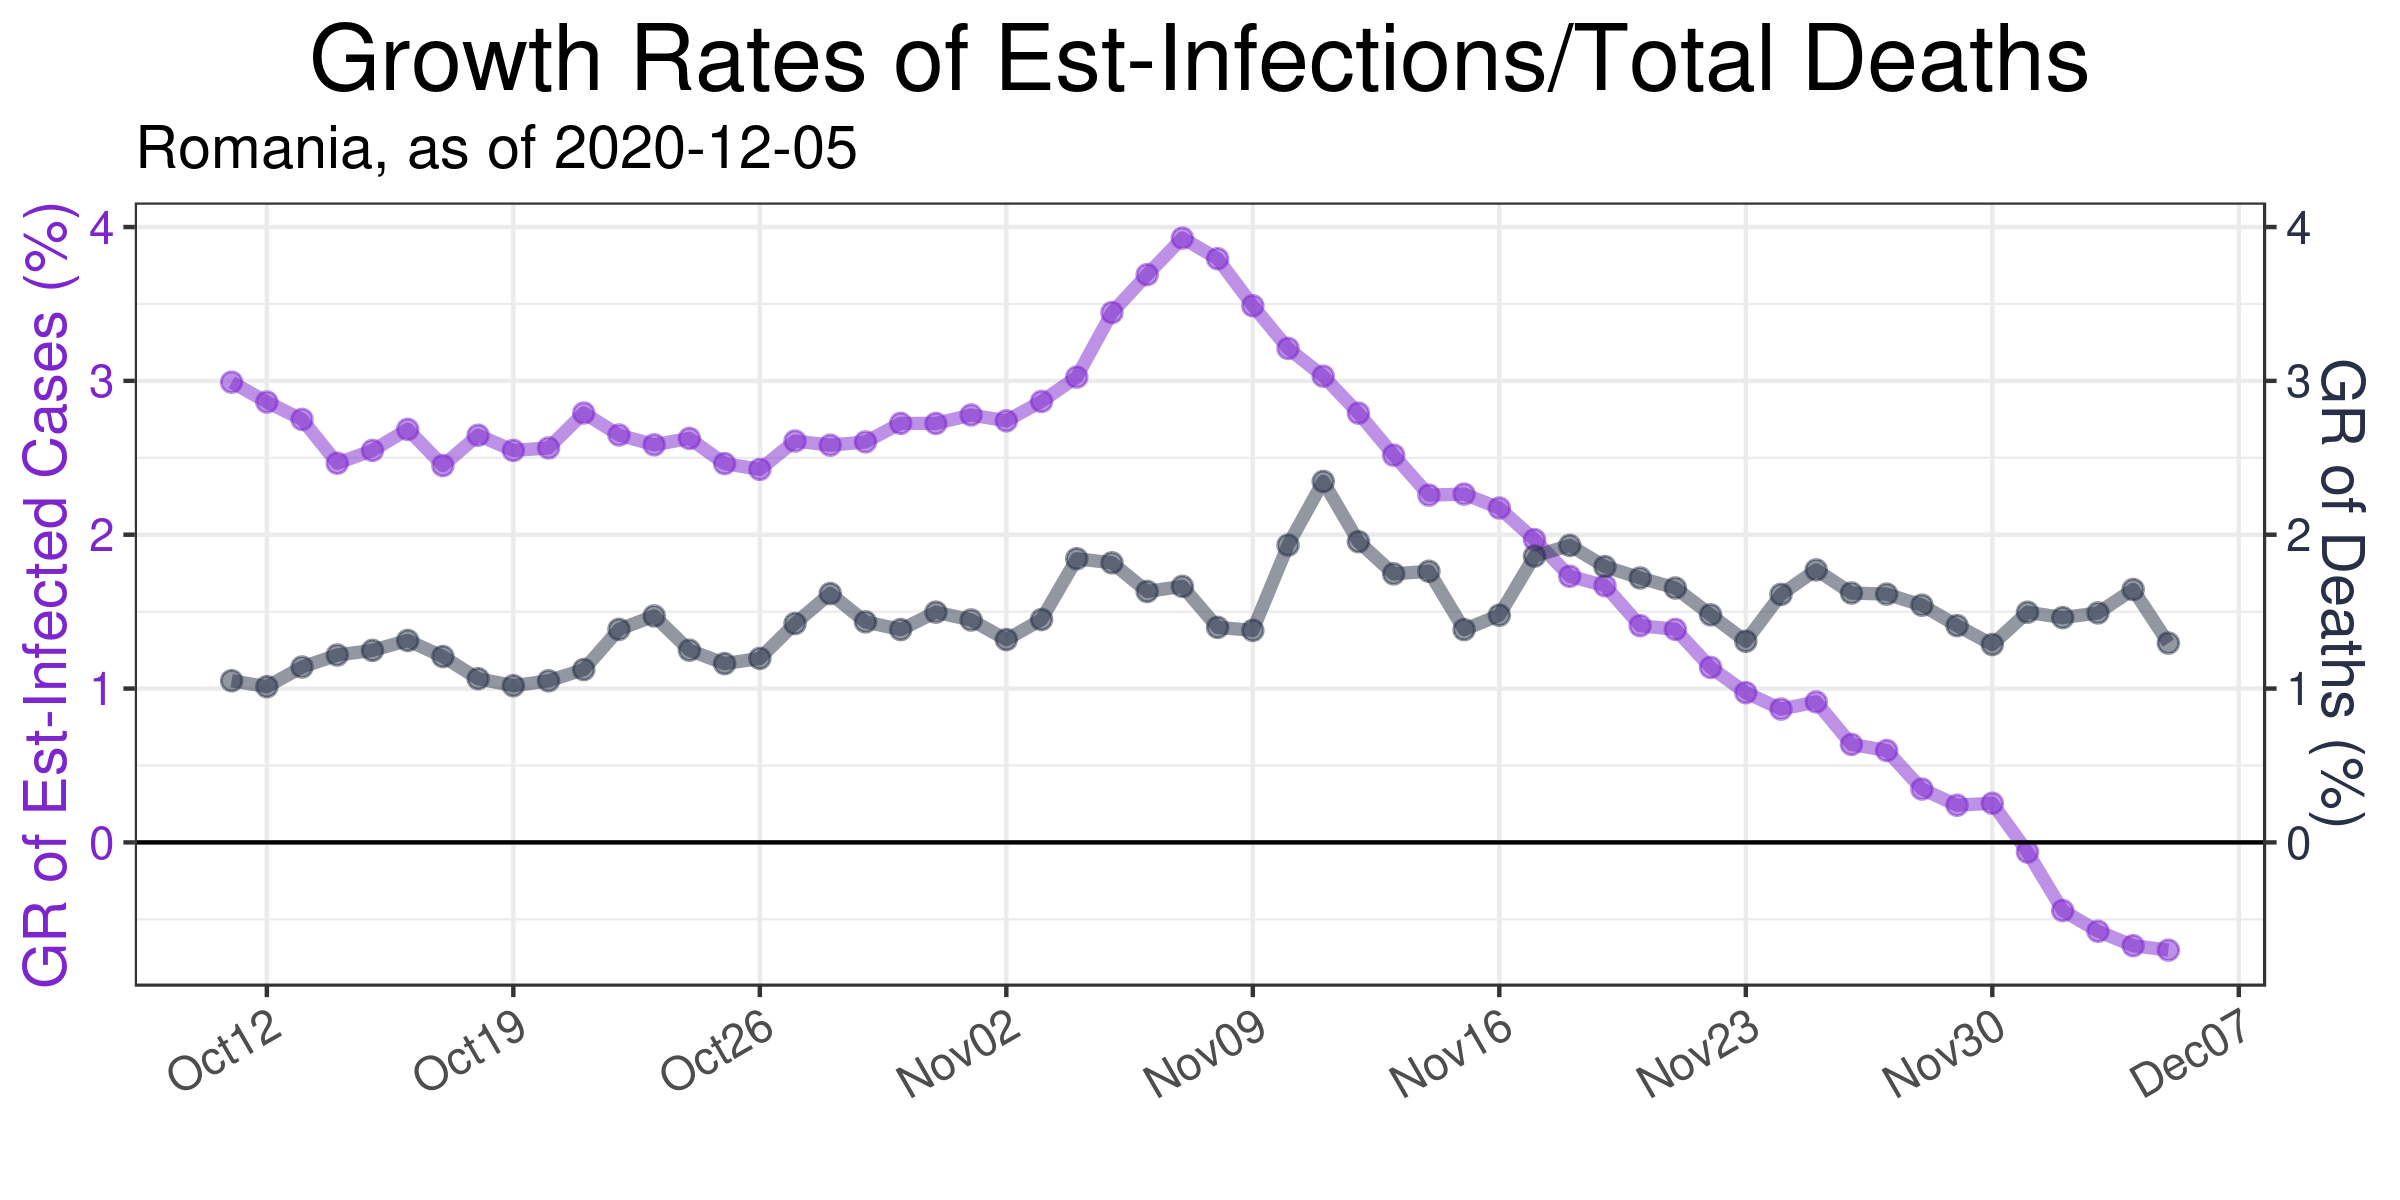 Growth Rates of Est-Infections/Total Deaths
Romania, as of 2020-12-05
GR of Est-Infected Cases (%)
4
3
2
1
0
4
3
2
1
0
GR of Deaths (%)
Oct12
Oct19
Oct26
Nov02
Nov09
Nov16
Nov23
Nov30
Dec07